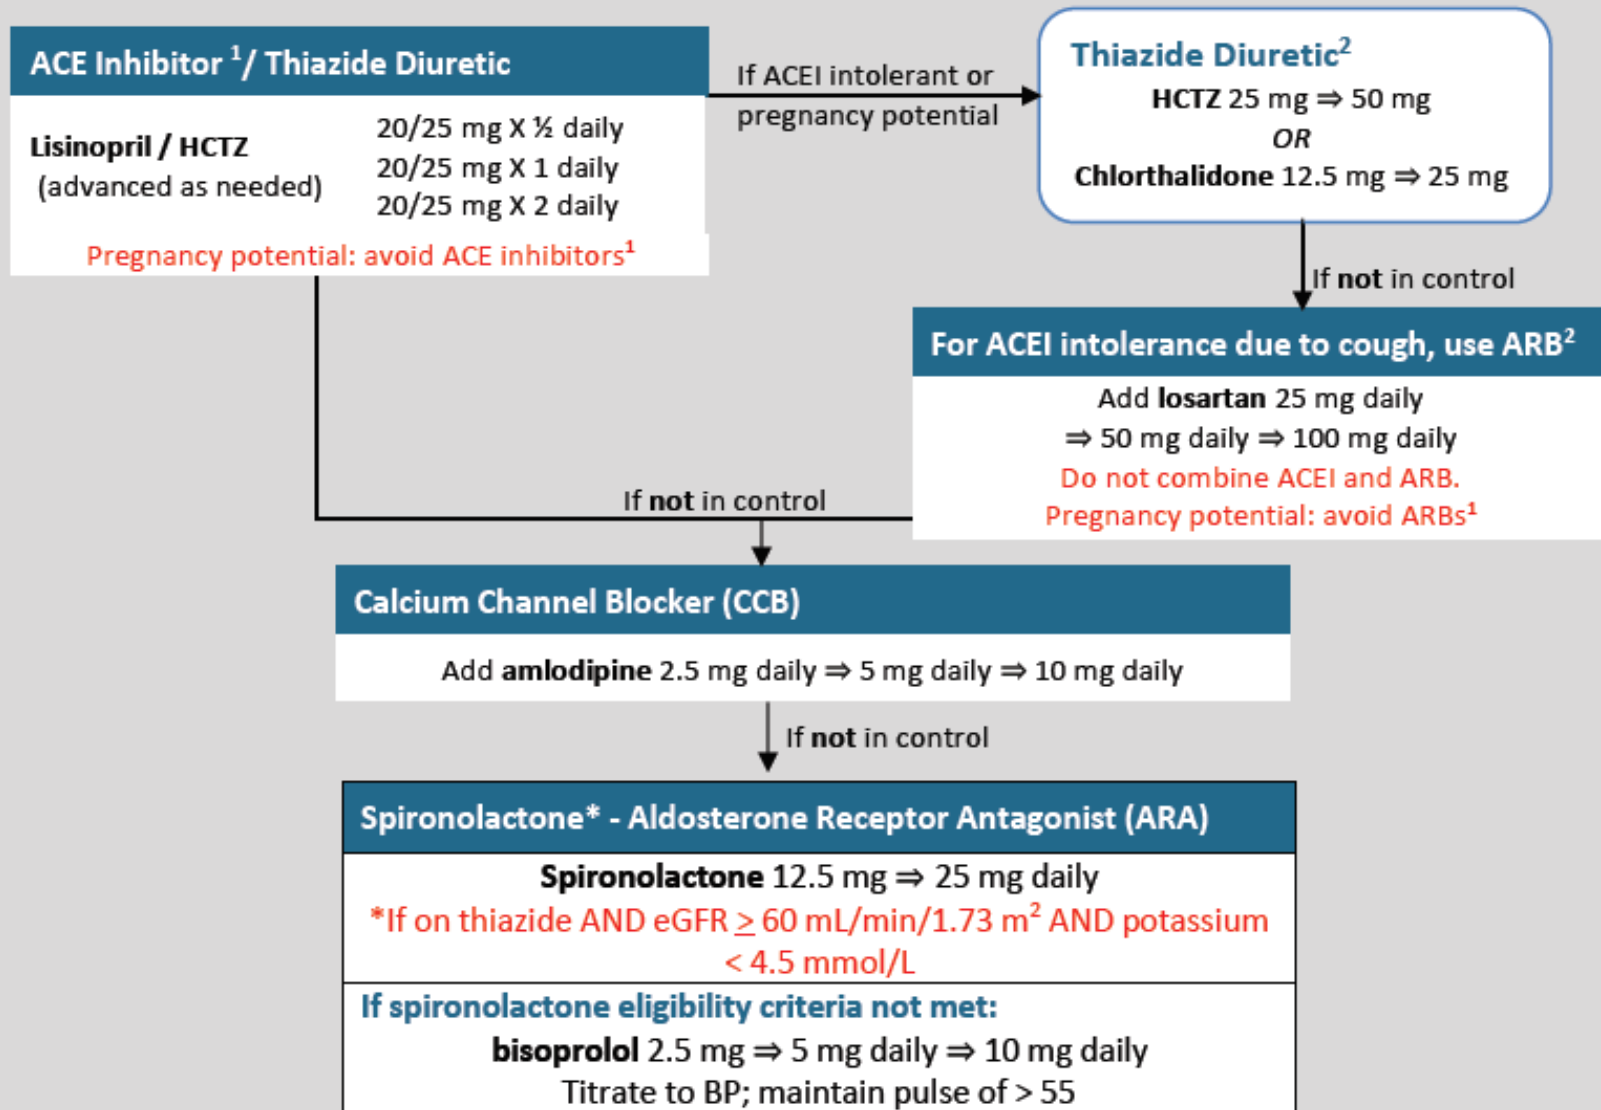 ACE Inhibitor ¹/ Thiazide Diuretic
Lisinopril / HCTZ
(advanced as needed)
20/25 mg X ½ daily
20/25 mg X 1 daily
20/25 mg X 2 daily
Pregnancy potential: avoid ACE inhibitors¹
If ACEI intolerant or
pregnancy potential
Thiazide Diuretic²
HCTZ 25 mg ⇒ 50 mg
OR
Chlorthalidone 12.5 mg ⇒ 25 mg
If not in control
For ACEI intolerance due to cough, use ARB²
Add losartan 25 mg daily
⇒ 50 mg daily ⇒ 100 mg daily
Do not combine ACEI and ARB.
Pregnancy potential: avoid ARBs¹
If not in control
Calcium Channel Blocker (CCB)
Add amlodipine 2.5 mg daily ⇒ 5 mg daily ⇒ 10 mg daily
If not in control
Spironolactone* - Aldosterone Receptor Antagonist (ARA)
Spironolactone 12.5 mg ⇒ 25 mg daily
*If on thiazide AND eGFR ≥ 60 mL/min/1.73 m² AND potassium
< 4.5 mmol/L
If spironolactone eligibility criteria not met:
bisoprolol 2.5 mg ⇒ 5 mg daily ⇒ 10 mg daily
Titrate to BP; maintain pulse of > 55